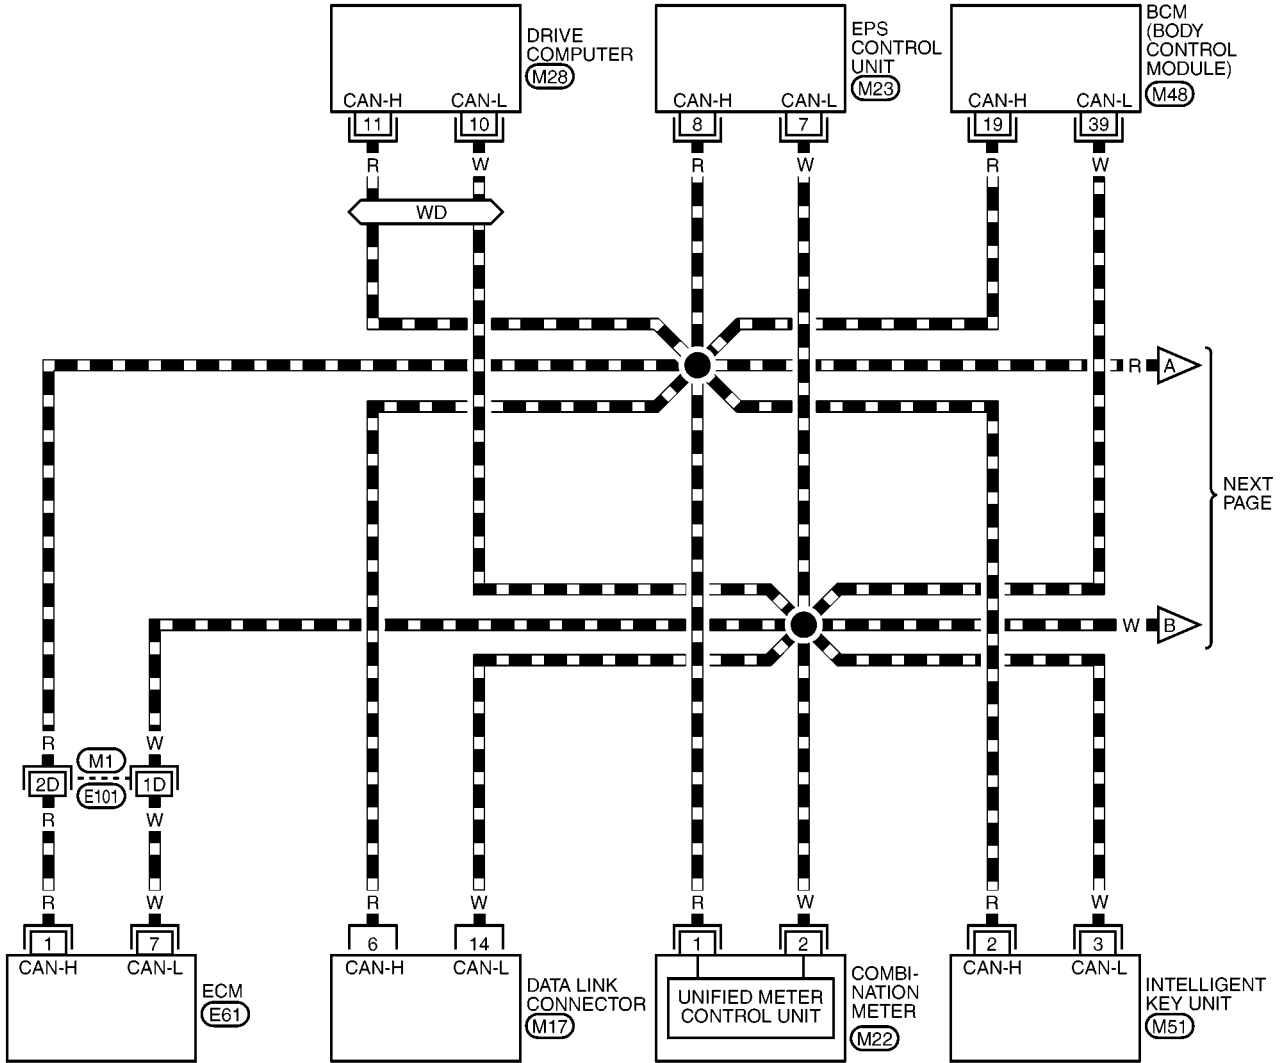 DRIVE
COMPUTER
M28
CAN-H
CAN-L
11
10
EPS
CONTROL
UNIT
M23
CAN-H
CAN-L
8
7
BCM
(BODY
CONTROL
MODULE)
M48
CAN-H
CAN-L
19
39
R
W
R
W
R
W
WD
R
A
NEXT
PAGE
W
B
R
W
M1
2D
1D
E101
R
W
R
W
R
W
R
W
R
W
1
7
6
14
1
2
2
3
CAN-H
CAN-L
ECM
E61
CAN-H
CAN-L
DATA LINK
CONNECTOR
M17
UNIFIED METER
CONTROL UNIT
COMBI-
NATION
METER
M22
CAN-H
CAN-L
INTELLIGENT
KEY UNIT
M51